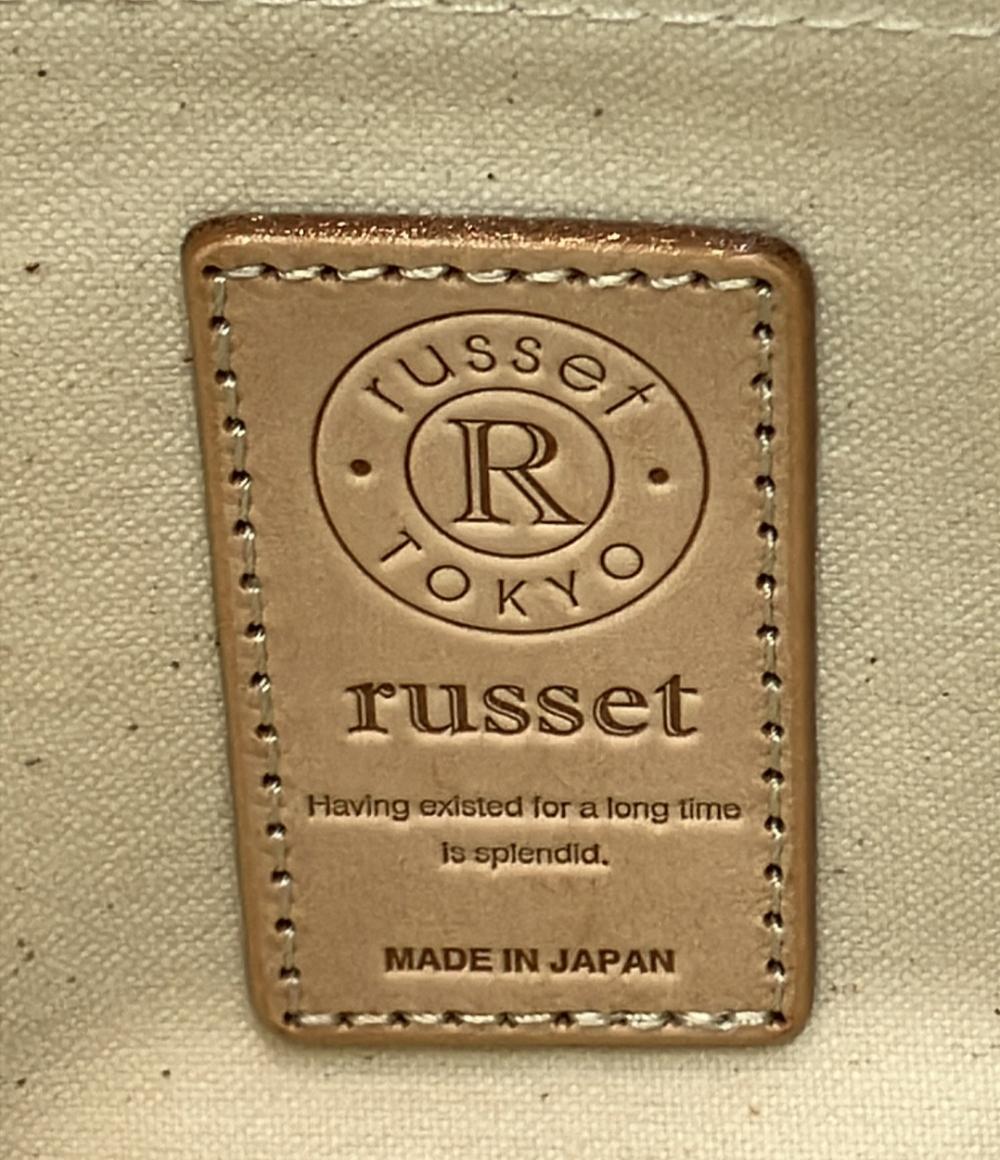 russet
R
TOKYO
russet
Having existed for a long time
is splendid.
MADE IN JAPAN